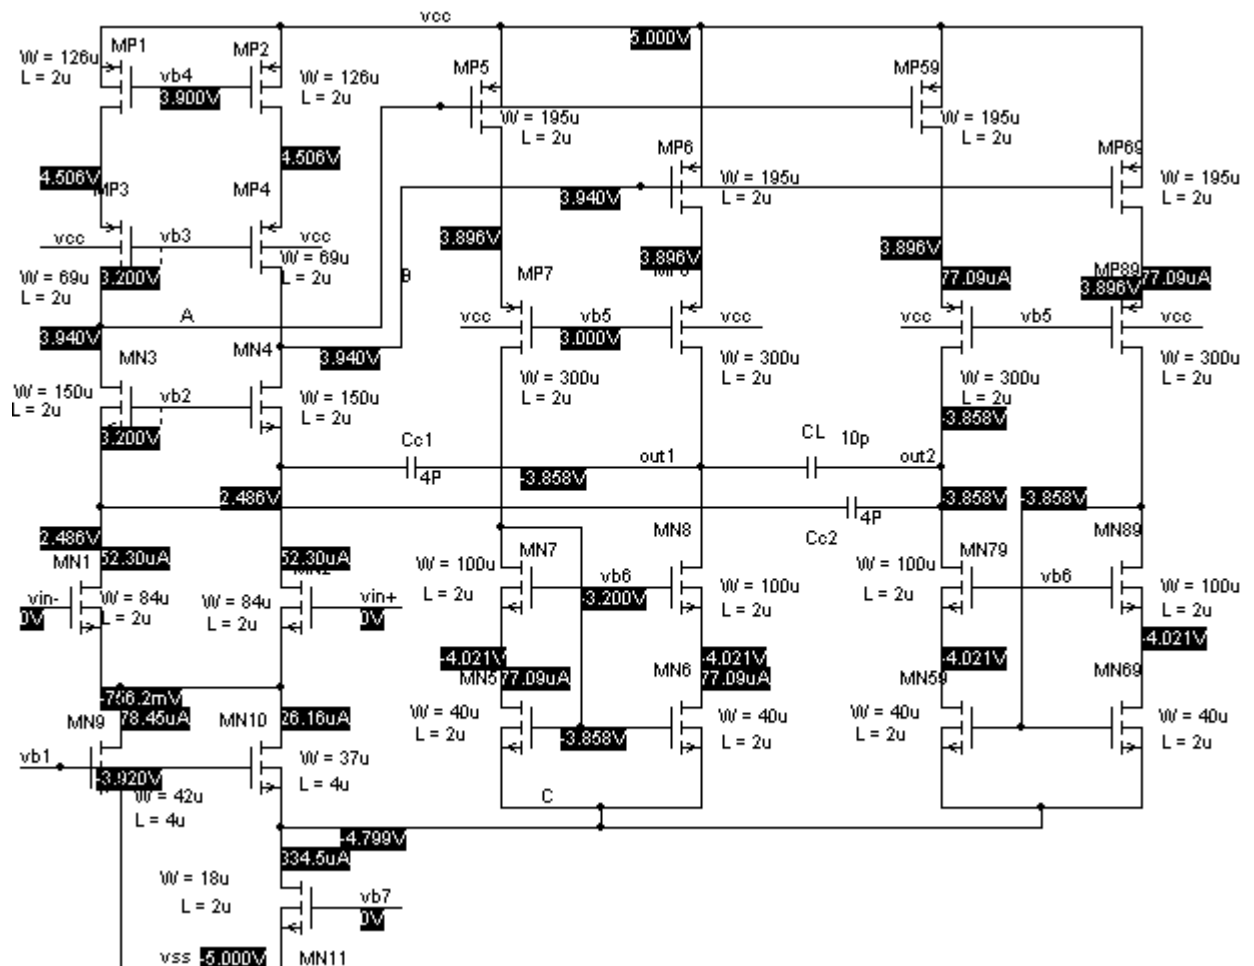 vcc
MP1
MP2
5.000V
W = 126u
L = 2u
vb4
3.900V
W = 126u
L = 2u
MP5
MP59
W = 195u
L = 2u
W = 195u
L = 2u
MP6
MP69
4.506V
4.506V
W = 195u
L = 2u
W = 195u
L = 2u
MP3
MP4
3.940V
vcc
vb3
vcc
3.896V
3.896V
3.896V
W = 69u
L = 2u
3.200V
W = 69u
L = 2u
B
MP7
77.09uA
MP89
3.896V
77.09uA
A
vcc
vb5
3.000V
vcc
vcc
vb5
vcc
3.940V
3.940V
MN3
MN4
W = 300u
L = 2u
W = 300u
L = 2u
W = 300u
L = 2u
W = 300u
L = 2u
W = 150u
L = 2u
vb2
3.200V
W = 150u
L = 2u
-3.858V
Cc1
4P
out1
CL
10p
out2
-3.858V
2.486V
4P
Cc2
-3.858V
-3.858V
2.486V
52.30uA
52.30uA
MN1
MN7
MN8
MN79
MN89
W = 100u
L = 2u
vb6
-3.200V
W = 100u
L = 2u
W = 100u
L = 2u
vb6
W = 100u
L = 2u
vin-
0V
W = 84u
L = 2u
W = 84u
L = 2u
vin+
0V
-4.021V
-4.021V
-4.021V
-4.021V
MN5
77.09uA
MN6
77.09uA
MN59
MN69
-756.2mV
78.45uA
26.16uA
MN9
MN10
W = 40u
L = 2u
-3.858V
W = 40u
L = 2u
W = 40u
L = 2u
W = 40u
L = 2u
vb1
-3.920V
W = 42u
L = 4u
W = 37u
L = 4u
C
-4.799V
334.5uA
W = 18u
L = 2u
vb7
0V
vss
-5.000V
MN11